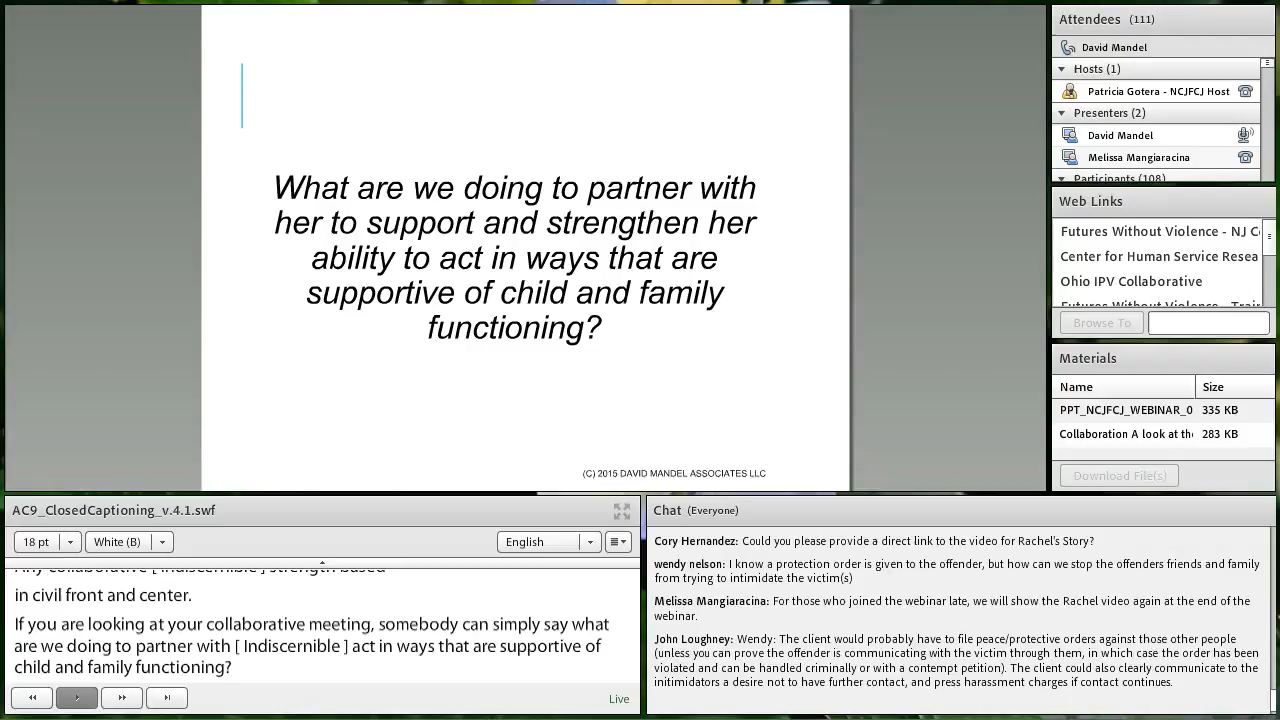 What are we doing to partner with
her to support and strengthen her
ability to act in ways that are
supportive of child and family
functioning?
(C) 2015 DAVID MANDEL ASSOCIATES LLC
Attendees (111)
David Mandel
Hosts (1)
Patricia Gotera - NCJFCJ Host
Presenters (2)
David Mandel
Melissa Mangiaracina
Participants (108)
Web Links
Futures Without Violence - NJ C
Center for Human Service Resea
Ohio IPV Collaborative
Futures Without Violence - Trai
Browse To
Materials
Name Size
PPT_NCJFCJ_WEBINAR_0 335 KB
Collaboration A look at the 283 KB
Download File(s)
AC9_ClosedCaptioning_v.4.1.swf
18 pt White (B) English
Any collaborative [ Indiscernible ] strength based
in civil front and center.
If you are looking at your collaborative meeting, somebody can simply say what
are we doing to partner with [ Indiscernible ] act in ways that are supportive of
child and family functioning?
Live
Chat (Everyone)
Cory Hernandez: Could you please provide a direct link to the video for Rachel's Story?
wendy nelson: I know a protection order is given to the offender, but how can we stop the offenders friends and family
from trying to intimidate the victim(s)
Melissa Mangiaracina: For those who joined the webinar late, we will show the Rachel video again at the end of the
webinar.
John Loughney: Wendy: The client would probably have to file peace/protective orders against those other people
(unless you can prove the offender is communicating with the victim through them, in which case the order has been
violated and can be handled criminally or with a contempt petition). The client could also clearly communicate to the
initimidators a desire not to have further contact, and press harassment charges if contact continues.